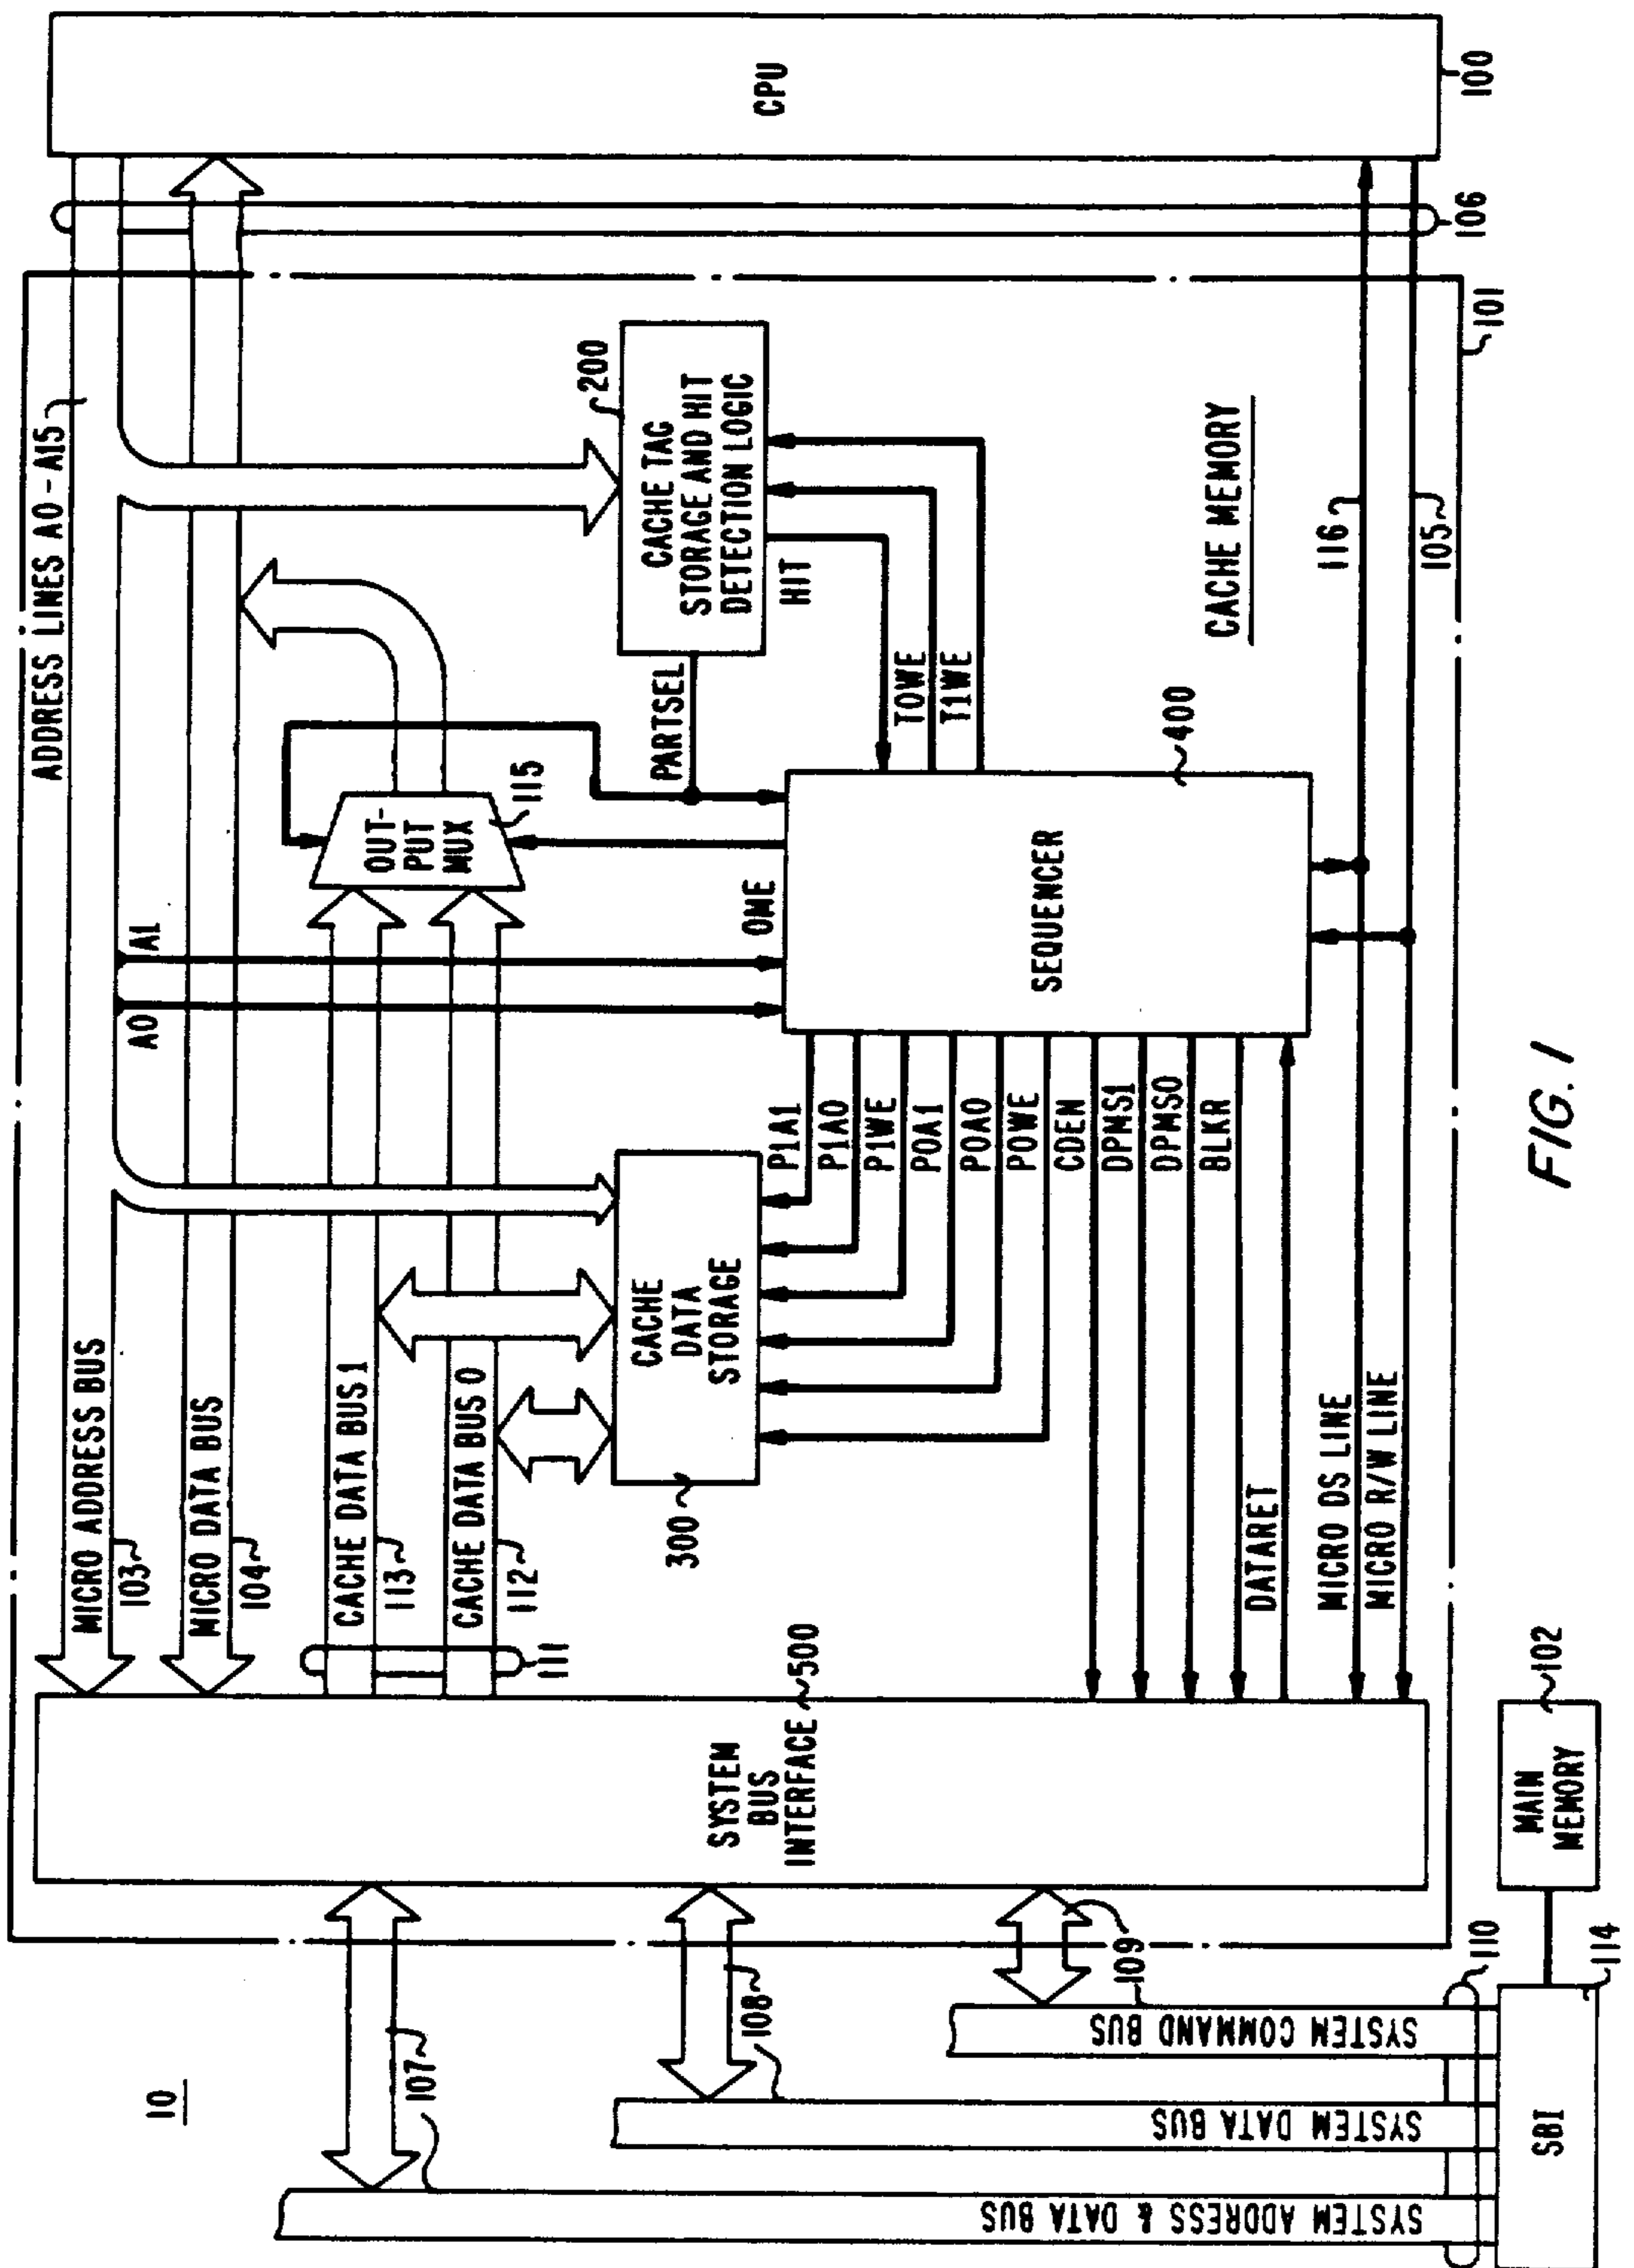 10
SYSTEM ADDRESS & DATA BUS
107
SYSTEM DATA BUS
108
SYSTEM COMMAND BUS
109
110
SBI
114
MAIN
MEMORY
102
SYSTEM
BUS
INTERFACE
500
MICRO ADDRESS BUS
103
MICRO DATA BUS
104
CACHE DATA BUS 1
113
CACHE DATA BUS 0
112
111
ADDRESS LINES A0-A15
A0
A1
CACHE
DATA
STORAGE
300
OUT-
PUT
MUX
115
CACHE TAG
STORAGE AND HIT
DETECTION LOGIC
200
PARTSEL
HIT
T0WE
T1WE
OME
SEQUENCER
400
P1A1
P1A0
P1WE
P0A1
P0A0
P0WE
CDEN
DPMS1
DPMS0
BLKR
DATARET
MICRO DS LINE
MICRO R/W LINE
116
105
CACHE MEMORY
101
106
CPU
100
FIG. 1